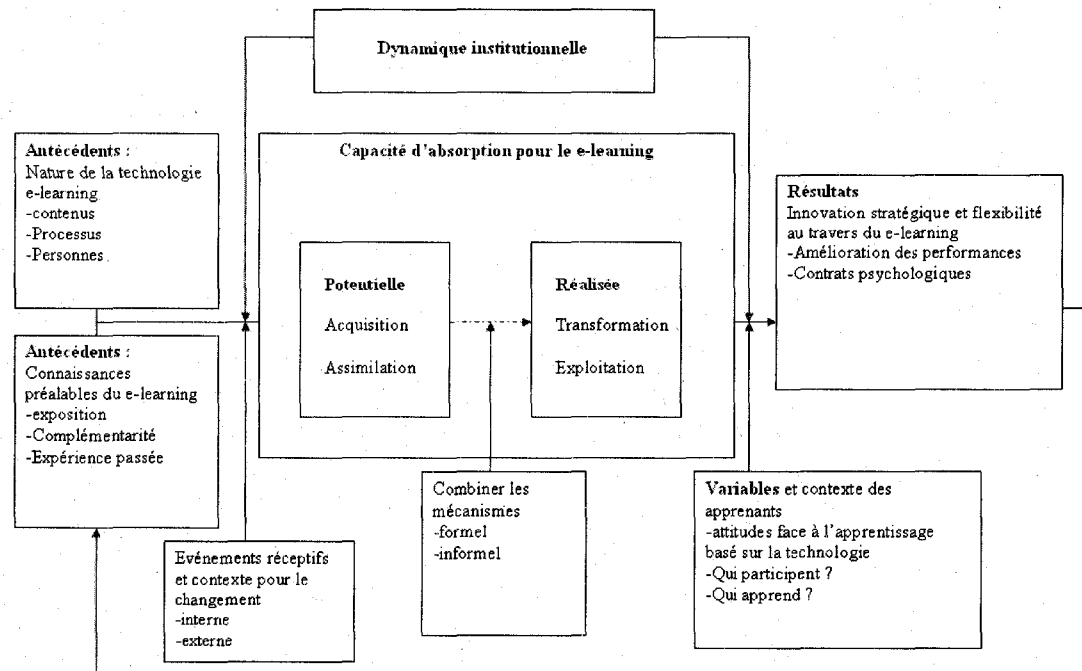 Dynamique institutionnelle
Antécédents :
Nature de la technologie
e-learning
-contenus
-Processus
-Personnes
Antécédents :
Connaissances
préalables du e-learning
-exposition
-Complémentarité
-Expérience passée
Capacité d'absorption pour le e-learning
Potentielle
Acquisition
Assimilation
Réalisée
Transformation
Exploitation
Résultats
Innovation stratégique et flexibilité
au travers du e-learning
-Amélioration des performances
-Contrats psychologiques
Evénements réceptifs
et contexte pour le
changement
-interne
-externe
Combiner les
mécanismes
-formel
-informel
Variables et contexte des
apprenants
-attitudes face à l'apprentissage
basé sur la technologie
-Qui participent ?
-Qui apprend ?